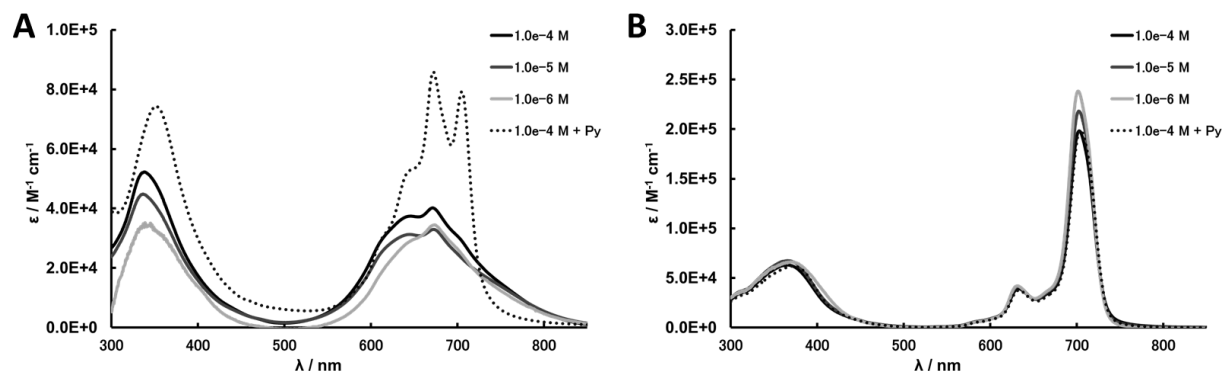 A
1.0E+5
8.0E+4
6.0E+4
4.0E+4
2.0E+4
0.0E+0
ε / M⁻¹ cm⁻¹
300 400 500 600 700 800
λ / nm
1.0e-4 M
1.0e-5 M
1.0e-6 M
1.0e-4 M + Py
B
3.0E+5
2.5E+5
2.0E+5
1.5E+5
1.0E+5
5.0E+4
0.0E+0
ε / M⁻¹ cm⁻¹
300 400 500 600 700 800
λ / nm
1.0e-4 M
1.0e-5 M
1.0e-6 M
1.0e-4 M + Py